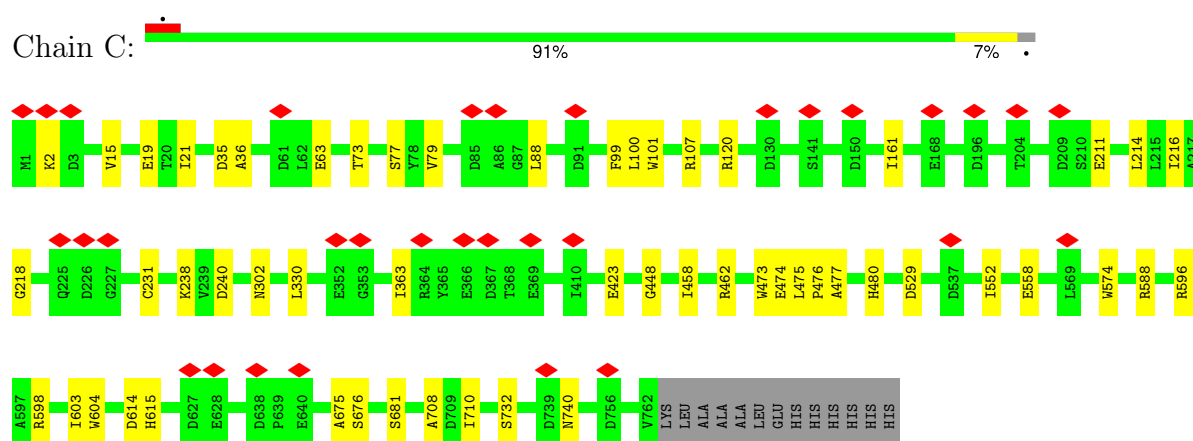 Chain C:
91% 7%
M1 K2 D3 V15 E19 T20 I21 D35 A36 D61 L62 E63 T73 S77 Y78 V79 D85 A86 G87 L88 D91 F99 L100 W101 R107 R120 D130 S141 D150 I161 E168 D196 T204 D209 S210 E211 L214 L215 I216 A217
G218 Q225 D226 G227 C231 K238 V239 D240 N302 L330 E352 G353 I363 R364 Y365 E366 D367 T368 E369 I410 E423 G448 I458 R462 W473 E474 L475 P476 A477 H480 D529 D537 I552 E558 L569 W574 R588 R596
A597 R598 I603 W604 D614 H615 D627 E628 D638 P639 E640 A675 S676 S681 A708 D709 I710 S732 D739 N740 D756 V762 LYS LEU ALA ALA ALA LEU GLU HIS HIS HIS HIS HIS HIS